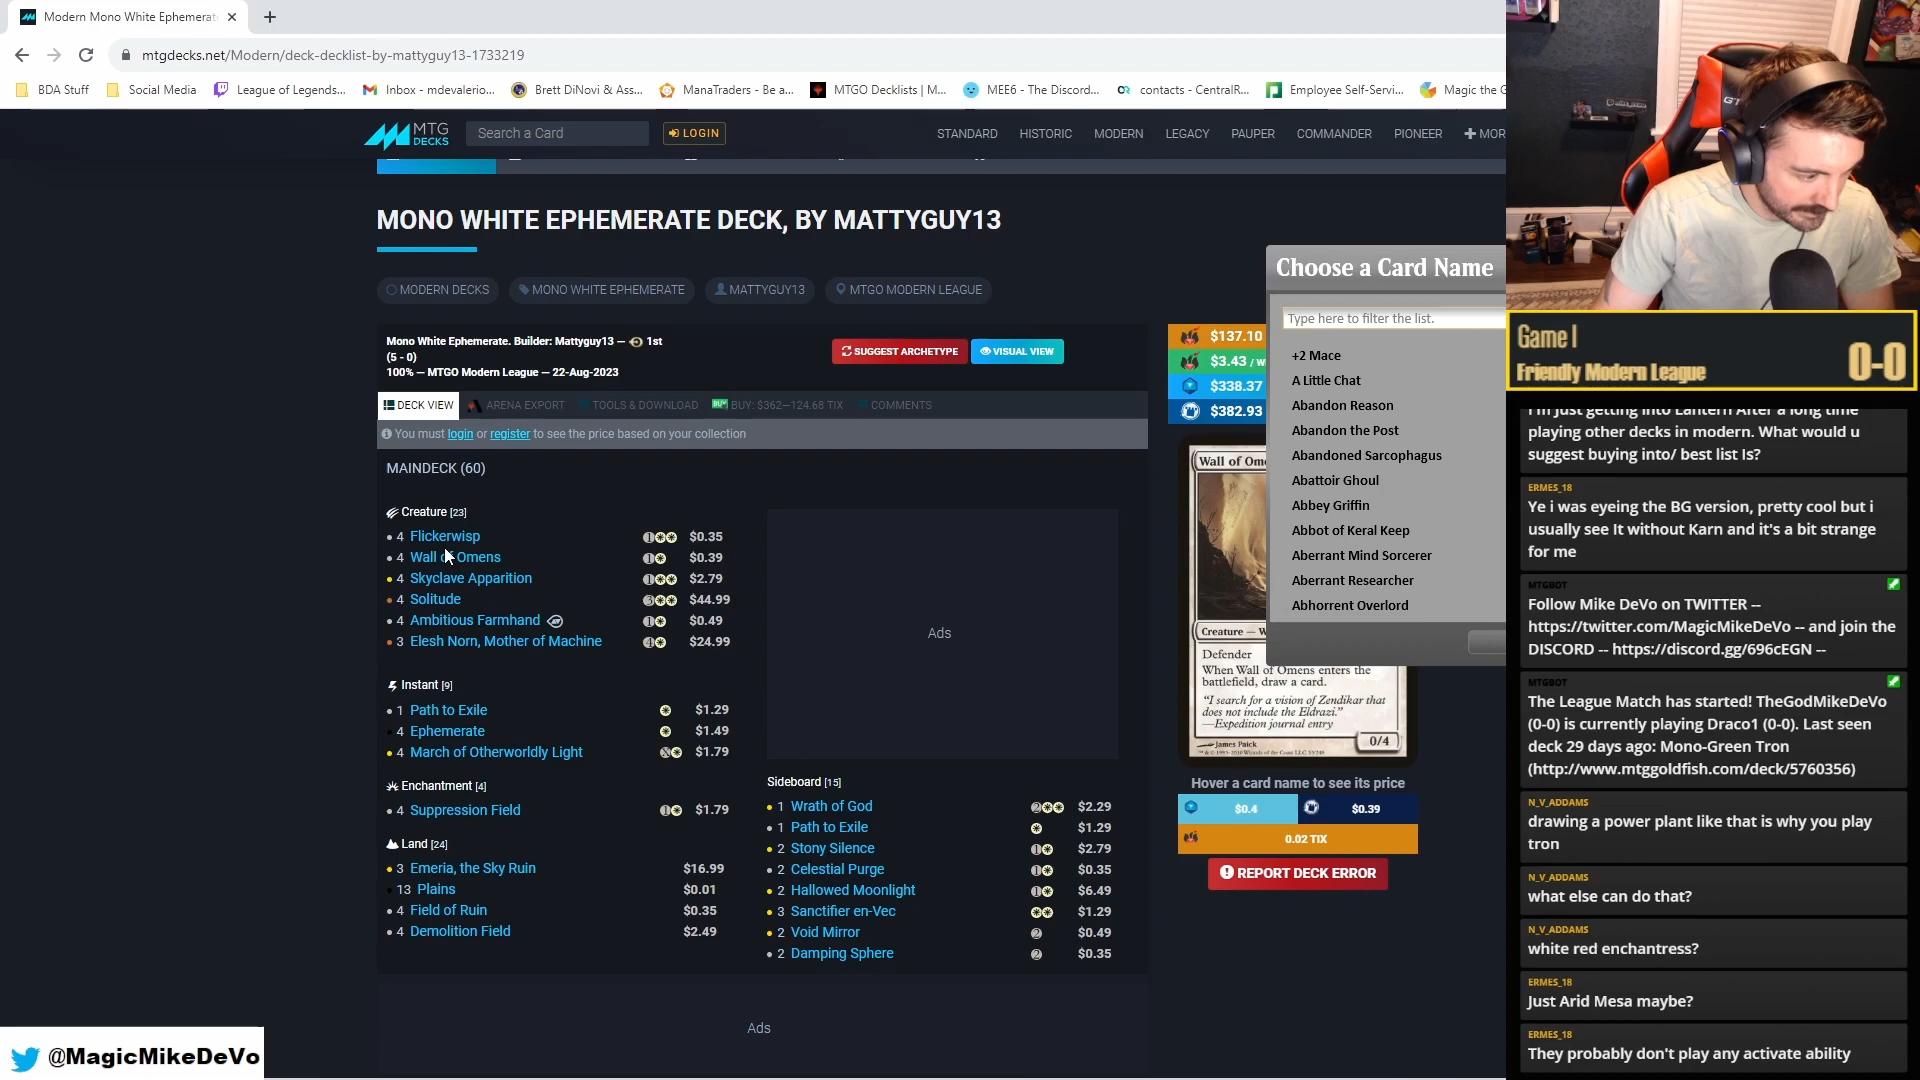 Modern Mono White Ephemerat
mtgdecks.net/Modern/deck-decklist-by-mattyguy13-1733219
BDA Stuff
Social Media
League of Legends...
Inbox - mdevalerio...
Brett DiNovi & Ass...
ManaTraders - Be a...
MTGO Decklists | M...
MEE6 - The Discord...
contacts - CentralR...
Employee Self-Servi...
Magic the G
MTG
DECKS
Search a Card
LOGIN
STANDARD
HISTORIC
MODERN
LEGACY
PAUPER
COMMANDER
PIONEER
MOR
MONO WHITE EPHEMERATE DECK, BY MATTYGUY13
MODERN DECKS
MONO WHITE EPHEMERATE
MATTYGUY13
MTGO MODERN LEAGUE
Mono White Ephemerate. Builder: Mattyguy13 — 1st
(5 - 0)
100% — MTGO Modern League — 22-Aug-2023
SUGGEST ARCHETYPE
VISUAL VIEW
DECK VIEW
ARENA EXPORT
TOOLS & DOWNLOAD
BUY: $362—124.68 TIX
COMMENTS
You must login or register to see the price based on your collection
MAINDECK (60)
Creature [23]
4 Flickerwisp $0.35
4 Wall of Omens $0.39
4 Skyclave Apparition $2.79
4 Solitude $44.99
4 Ambitious Farmhand $0.49
3 Elesh Norn, Mother of Machine $24.99
Instant [9]
1 Path to Exile $1.29
4 Ephemerate $1.49
4 March of Otherworldly Light $1.79
Enchantment [4]
4 Suppression Field $1.79
Land [24]
3 Emeria, the Sky Ruin $16.99
13 Plains $0.01
4 Field of Ruin $0.35
4 Demolition Field $2.49
Ads
Sideboard [15]
1 Wrath of God $2.29
1 Path to Exile $1.29
2 Stony Silence $2.79
2 Celestial Purge $0.35
2 Hallowed Moonlight $6.49
3 Sanctifier en-Vec $1.29
2 Void Mirror $0.49
2 Damping Sphere $0.35
Ads
$137.10
$3.43 / W
$338.37
$382.93
Wall of Ome
Creature — W
Defender
When Wall of Omens enters the
battlefield, draw a card.
"I search for a vision of Zendikar that
does not include the Eldrazi."
—Expedition journal entry
James Paick
0/4
Hover a card name to see its price
$0.4
$0.39
0.02 TIX
REPORT DECK ERROR
Choose a Card Name
Type here to filter the list.
+2 Mace
A Little Chat
Abandon Reason
Abandon the Post
Abandoned Sarcophagus
Abattoir Ghoul
Abbey Griffin
Abbot of Keral Keep
Aberrant Mind Sorcerer
Aberrant Researcher
Abhorrent Overlord
GT
Game 1
Friendly Modern League
0-0
I'm just getting into Lantern After a long time
playing other decks in modern. What would u
suggest buying into/ best list Is?
ERMES_18
Ye i was eyeing the BG version, pretty cool but i
usually see It without Karn and it's a bit strange
for me
MTGBOT
Follow Mike DeVo on TWITTER --
https://twitter.com/MagicMikeDeVo -- and join the
DISCORD -- https://discord.gg/696cEGN --
MTGBOT
The League Match has started! TheGodMikeDeVo
(0-0) is currently playing Draco1 (0-0). Last seen
deck 29 days ago: Mono-Green Tron
(http://www.mtggoldfish.com/deck/5760356)
N_V_ADDAMS
drawing a power plant like that is why you play
tron
N_V_ADDAMS
what else can do that?
N_V_ADDAMS
white red enchantress?
ERMES_18
Just Arid Mesa maybe?
ERMES_18
They probably don't play any activate ability
@MagicMikeDeVo